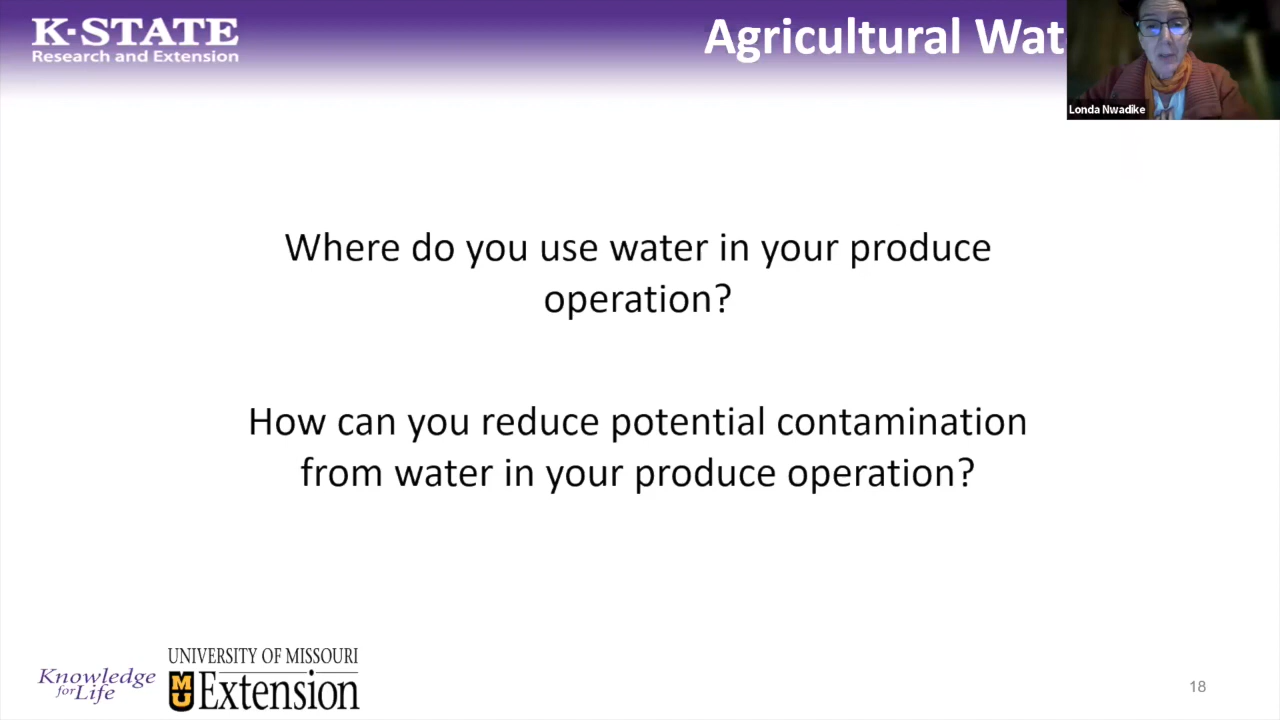 K-STATE
Research and Extension
Agricultural Wat
Londa Nwadike
Where do you use water in your produce
operation?
How can you reduce potential contamination
from water in your produce operation?
Knowledge
for Life
UNIVERSITY OF MISSOURI
MU Extension
18